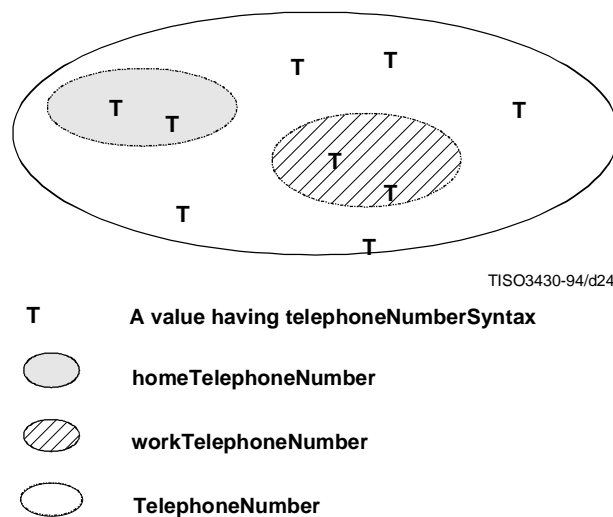 T
T
T
T
T
T
T
T
T
TISO3430-94/d24
T A value having telephoneNumberSyntax
homeTelephoneNumber
workTelephoneNumber
TelephoneNumber